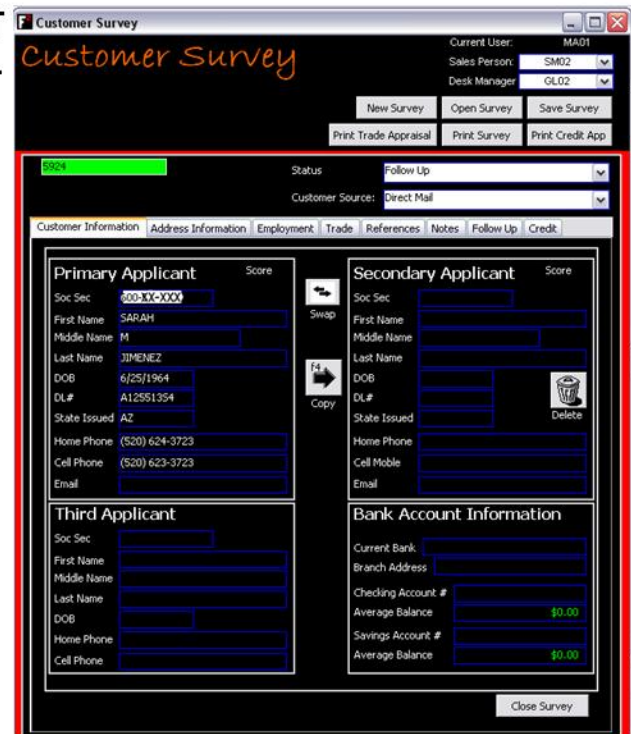 Customer Survey
Customer Survey
Current User: MA01
Sales Person: SM02
Desk Manager GL02
New Survey Open Survey Save Survey
Print Trade Appraisal Print Survey Print Credit App
5924
Status Follow Up
Customer Source: Direct Mail
Customer Information Address Information Employment Trade References Notes Follow Up Credit
Primary Applicant Score
Soc Sec 600-XX-XXX
First Name SARAH
Middle Name M
Last Name JIMENEZ
DOB 6/25/1964
DL# A12551354
State Issued AZ
Home Phone (520) 624-3723
Cell Phone (520) 623-3723
Email
Swap
f4
Copy
Secondary Applicant Score
Soc Sec
First Name
Middle Name
Last Name
DOB
DL#
State Issued
Delete
Home Phone
Cell Moble
Email
Third Applicant
Soc Sec
First Name
Middle Name
Last Name
DOB
Home Phone
Cell Phone
Bank Account Information
Current Bank
Branch Address
Checking Account #
Average Balance $0.00
Savings Account #
Average Balance $0.00
Close Survey